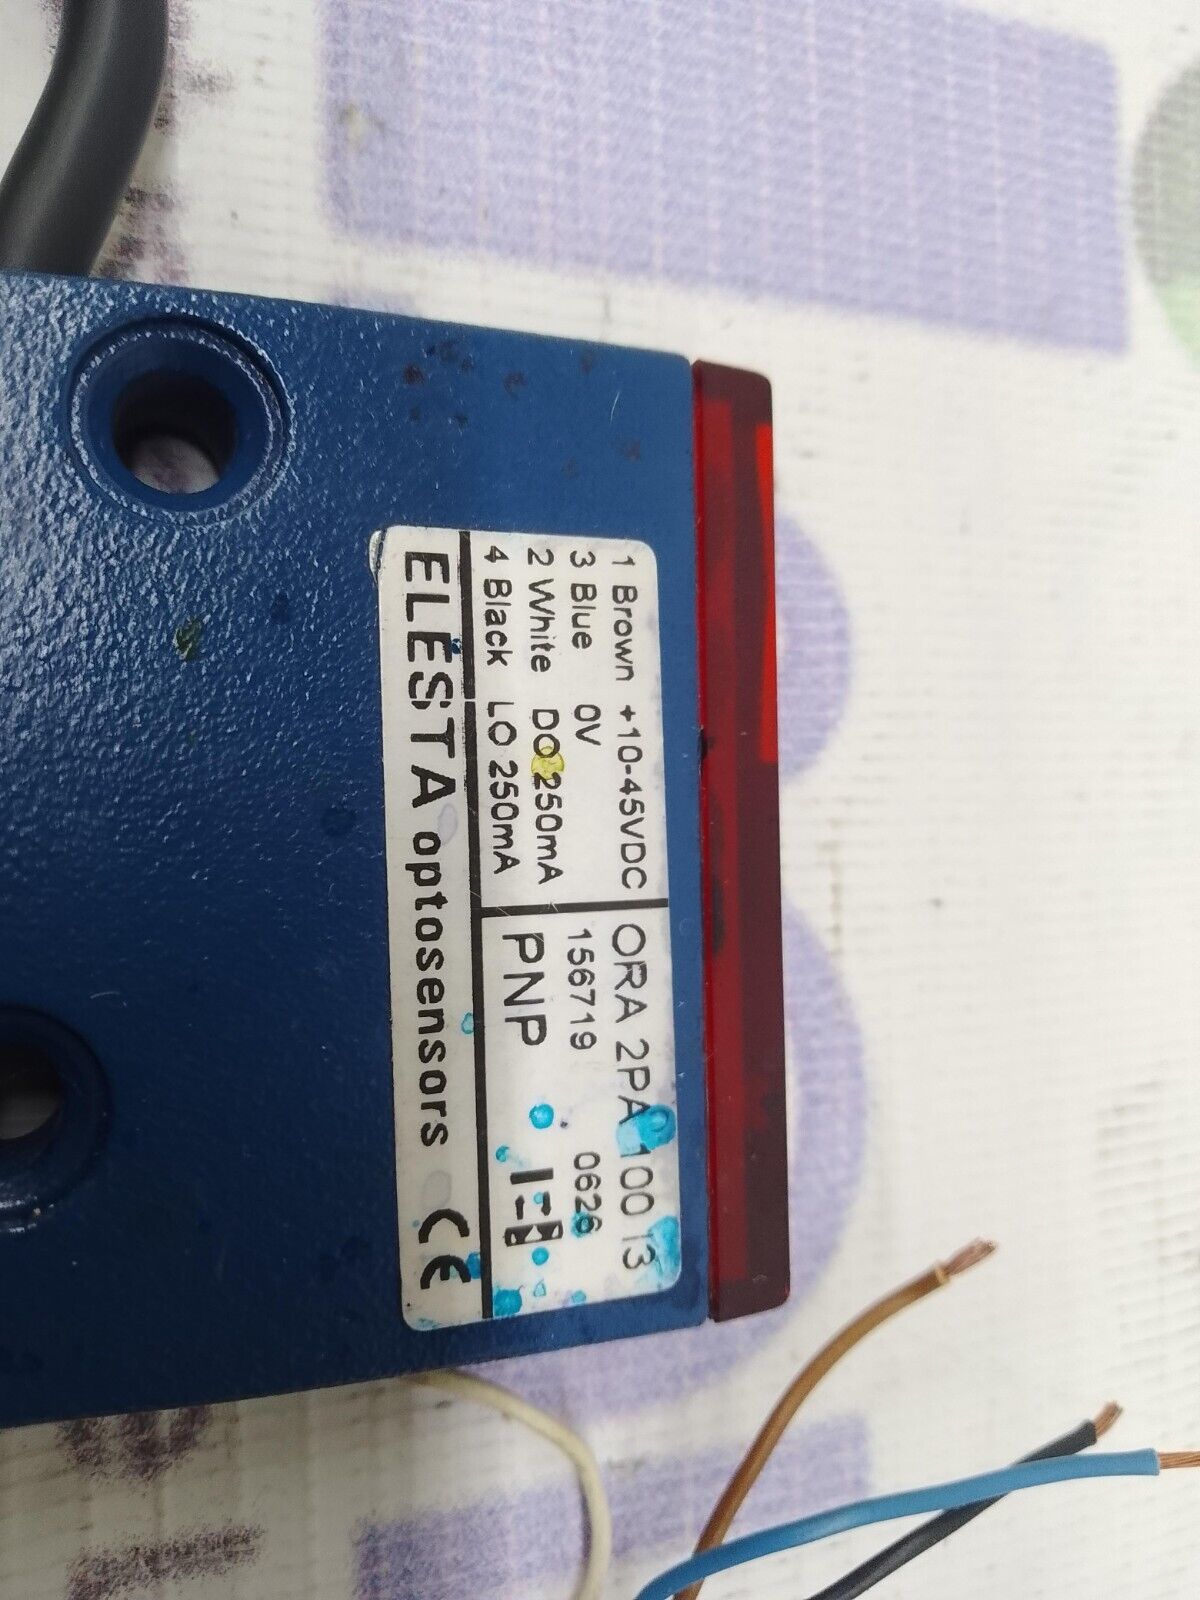 1 Brown +10-45VDC
3 Blue 0V
2 White DO 250mA
4 Black LO 250mA
ORA 2PA 100 13
156719 0626
PNP
ELESTA optosensors CE